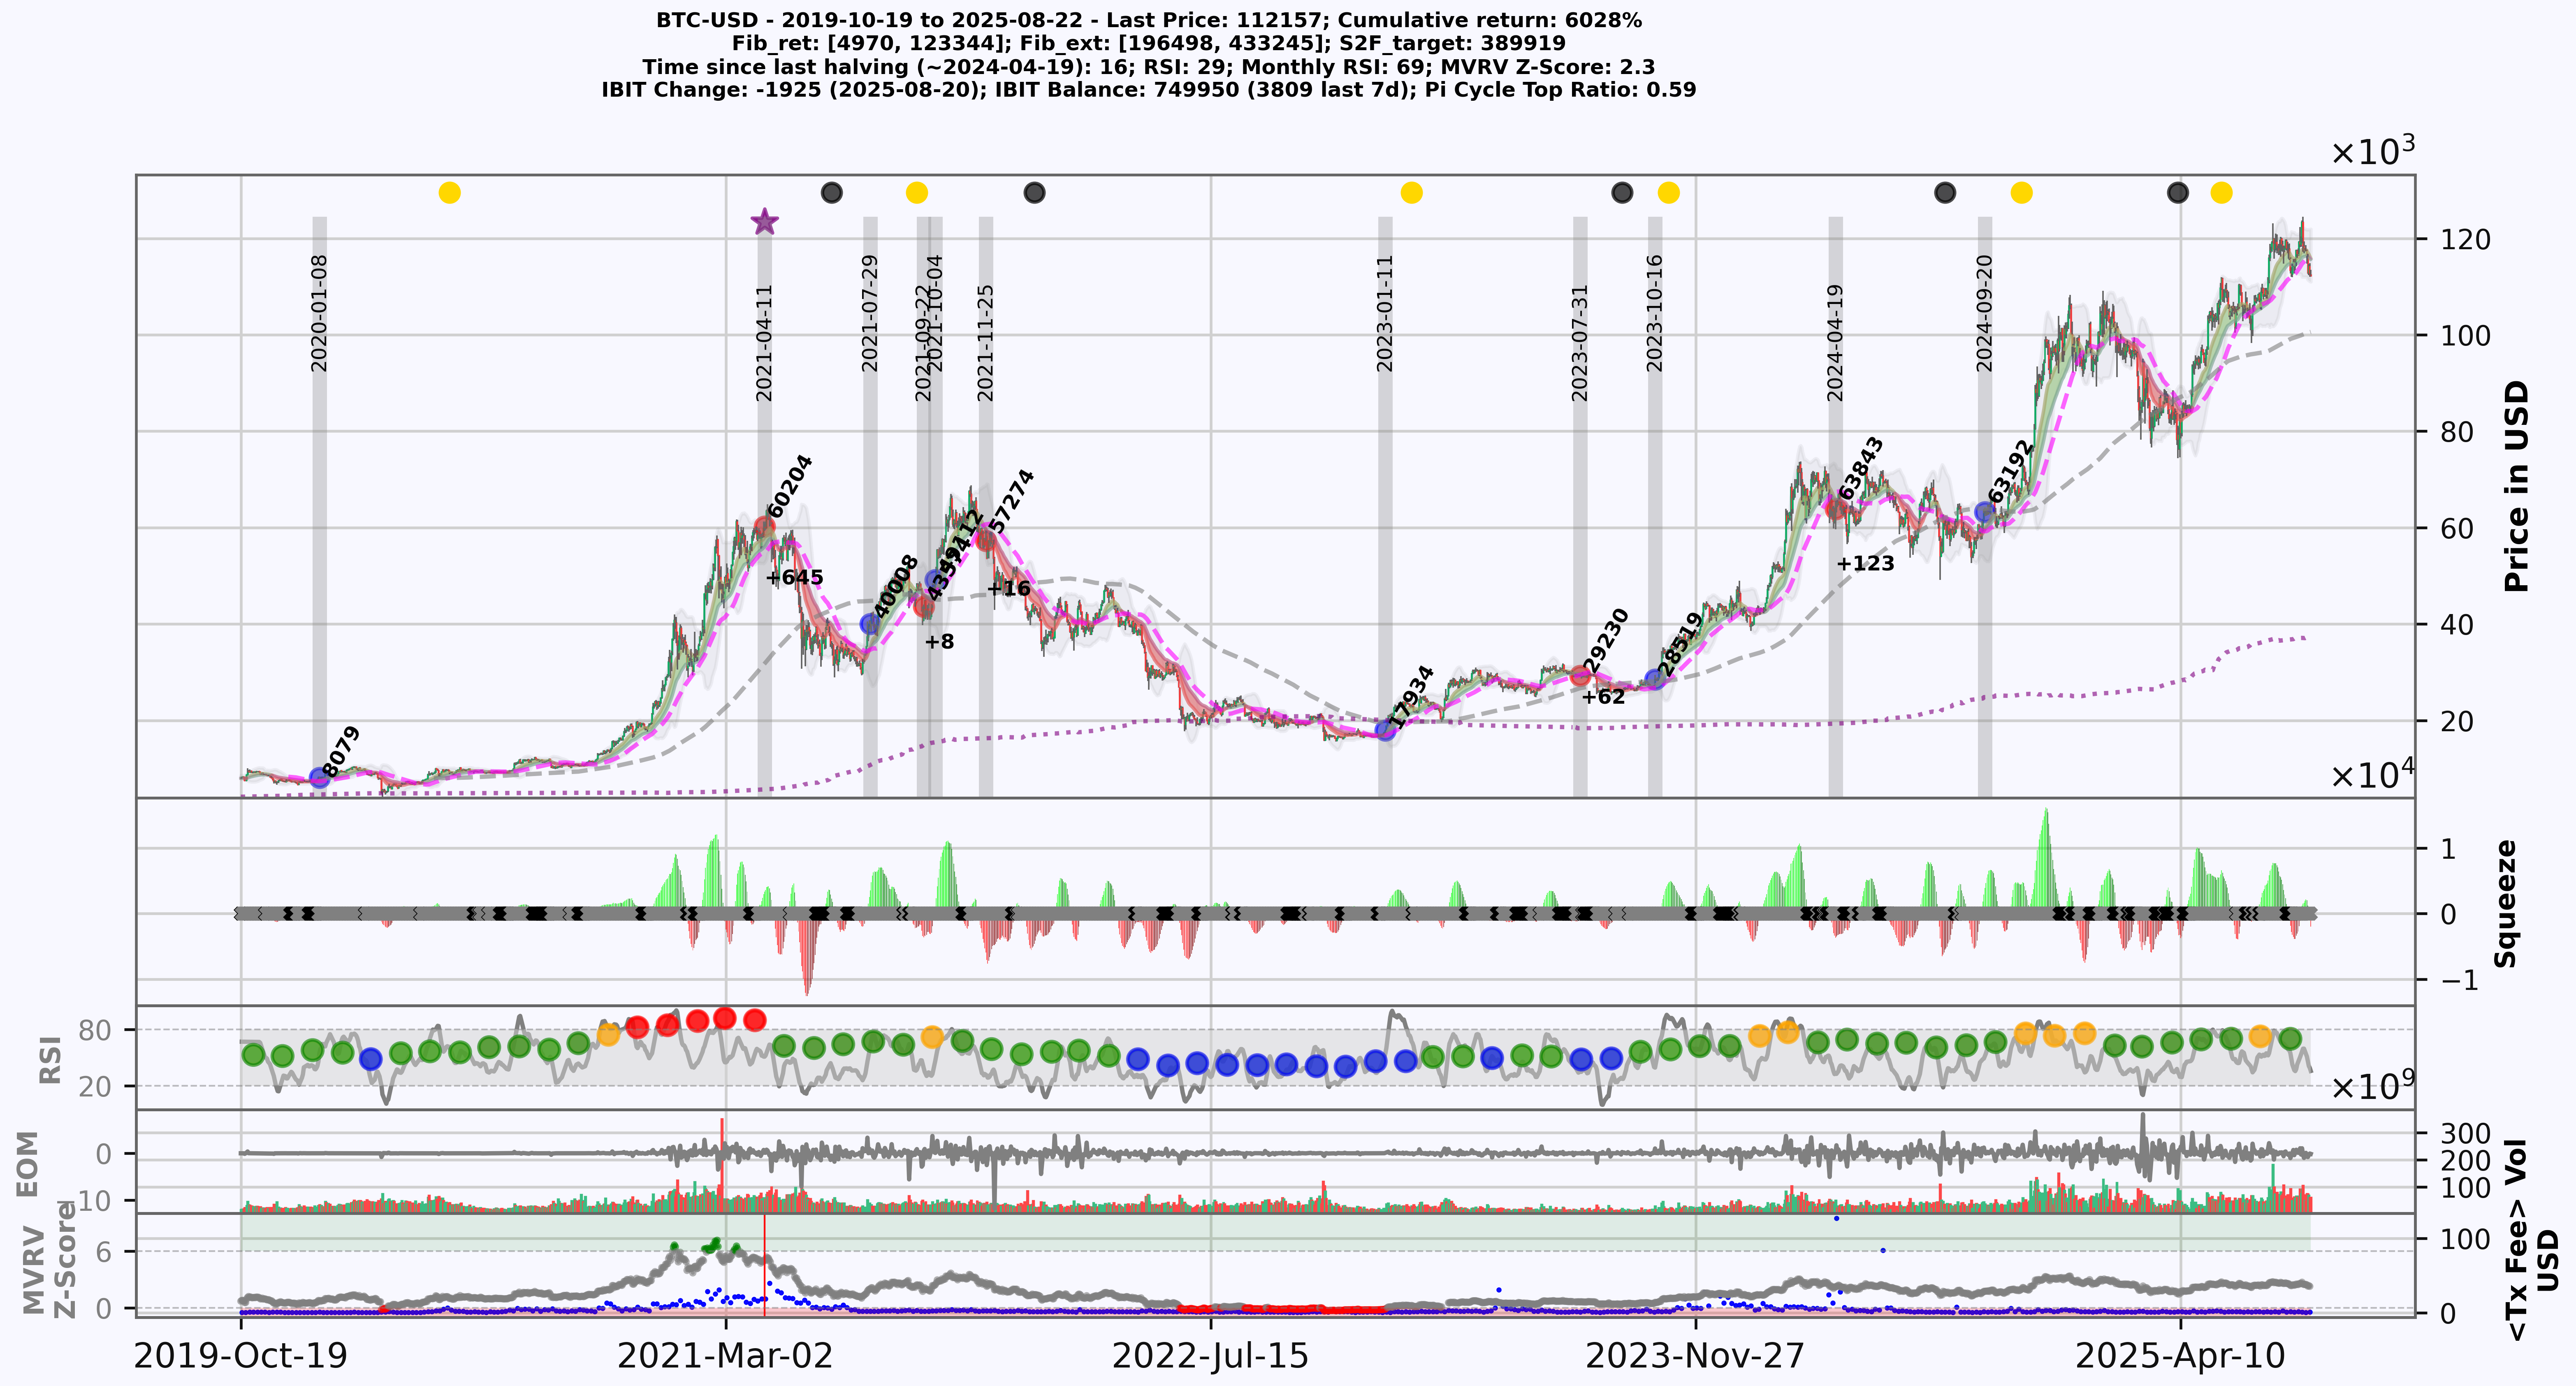 BTC-USD - 2019-10-19 to 2025-08-22 - Last Price: 112157; Cumulative return: 6028%
Fib_ret: [4970, 123344]; Fib_ext: [196498, 433245]; S2F_target: 389919
Time since last halving (~2024-04-19): 16; RSI: 29; Monthly RSI: 69; MVRV Z-Score: 2.3
IBIT Change: -1925 (2025-08-20); IBIT Balance: 749950 (3809 last 7d); Pi Cycle Top Ratio: 0.59
×10³
2020-01-08
2021-04-11
2021-07-29
2021-09-22
2021-10-04
2021-11-25
2023-01-11
2023-07-31
2023-10-16
2024-04-19
2024-09-20
120
100
80
60
40
20
Price in USD
8079
60204
+645
40008
+8
57274
+16
17934
29230
+62
28519
63843
+123
63192
×10⁴
1
0
−1
Squeeze
80
20
RSI
×10⁹
0
EOM
300
200
100
Vol
10
6
0
MVRV
Z-Score
100
0
<Tx Fee>
USD
2019-Oct-19
2021-Mar-02
2022-Jul-15
2023-Nov-27
2025-Apr-10